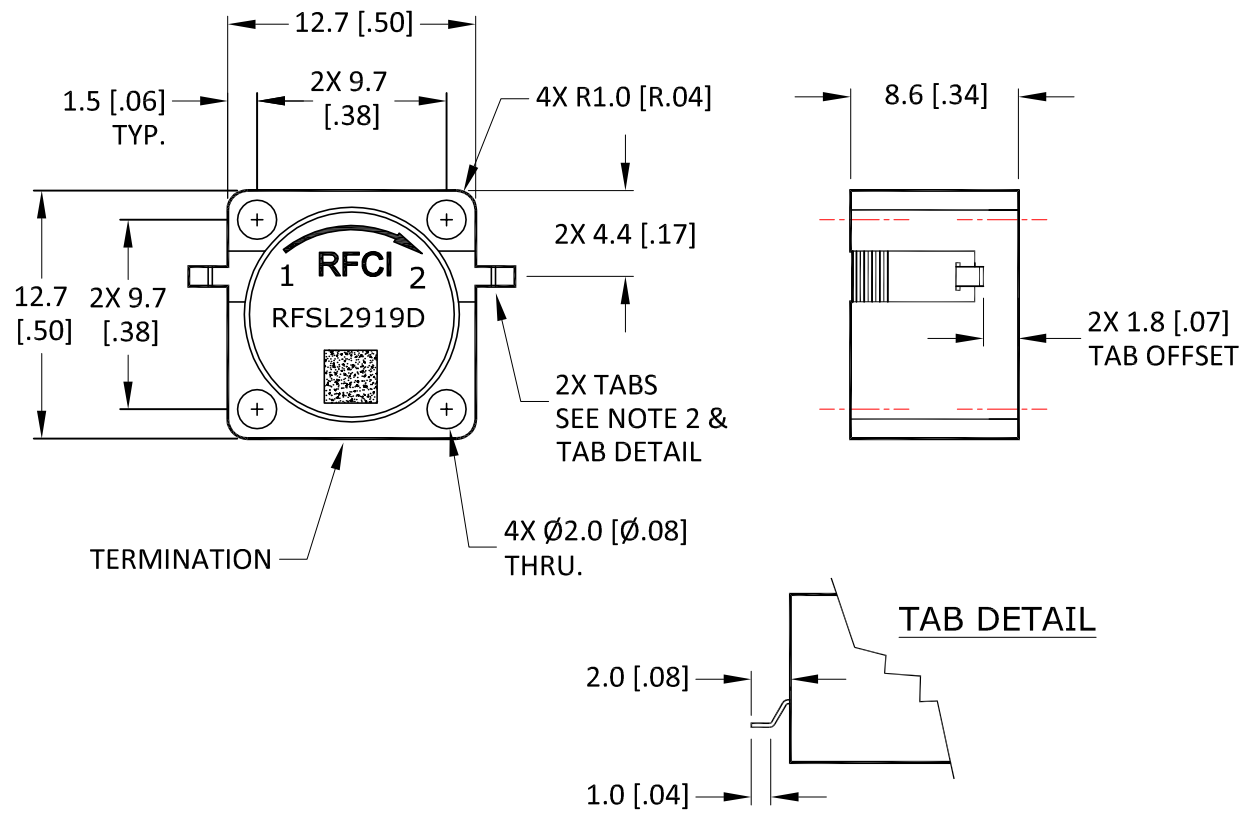 12.7 [.50]
2X 9.7
[.38]
1.5 [.06]
TYP.
4X R1.0 [R.04]
8.6 [.34]
2X 4.4 [.17]
12.7
[.50]
2X 9.7
[.38]
1
RFCI
2
RFSL2919D
2X 1.8 [.07]
TAB OFFSET
2X TABS
SEE NOTE 2 &
TAB DETAIL
TERMINATION
4X Ø2.0 [Ø.08]
THRU.
TAB DETAIL
2.0 [.08]
1.0 [.04]